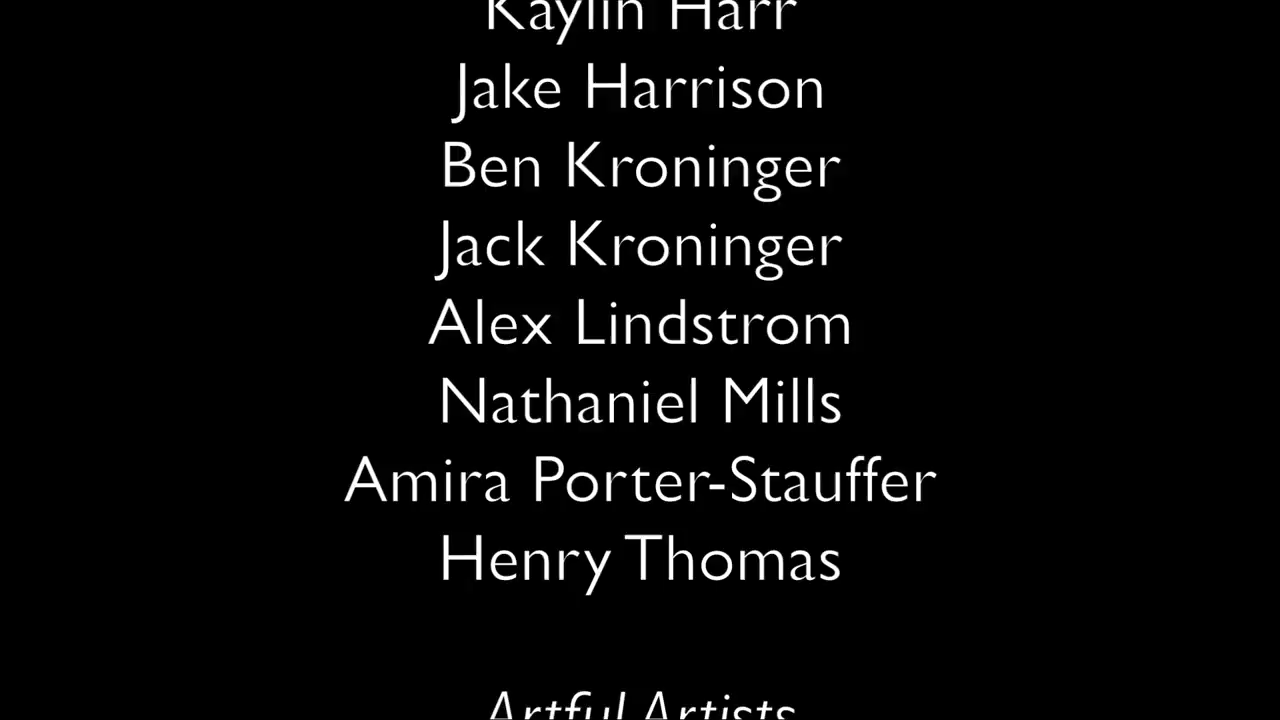 Kaylin Harr
Jake Harrison
Ben Kroninger
Jack Kroninger
Alex Lindstrom
Nathaniel Mills
Amira Porter-Stauffer
Henry Thomas
Artful Artists